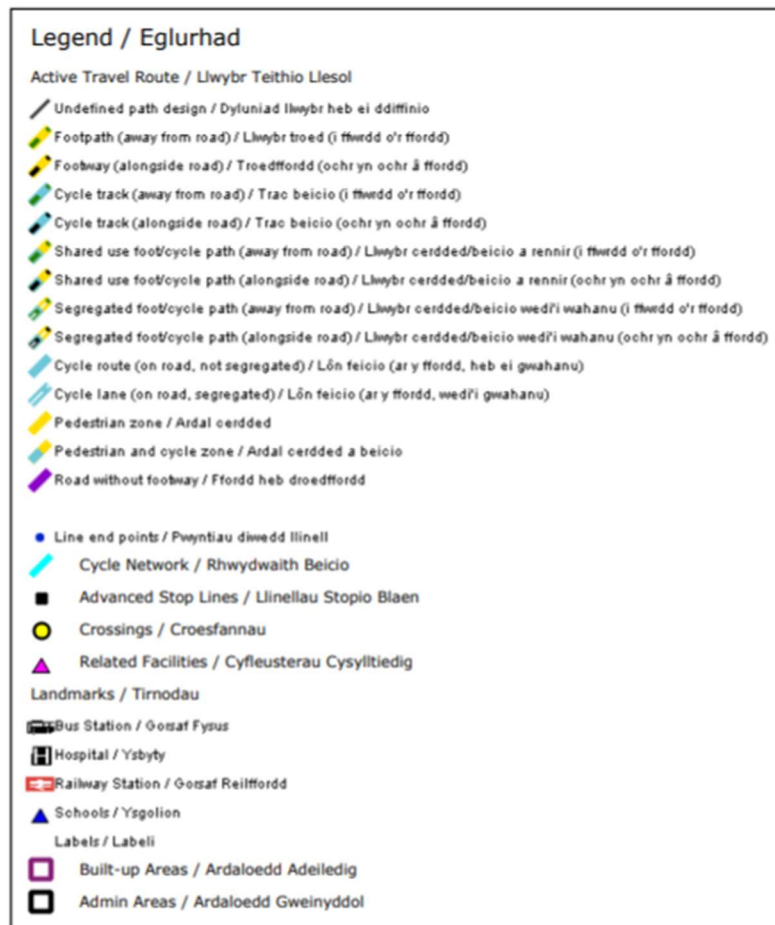 Legend / Eglurhad
Active Travel Route / Llwybr Teithio Llesol
Undefined path design / Dyluniad llwybr heb ei ddiffinio
Footpath (away from road) / Llwybr troed (i ffwrdd o'r ffordd)
Footway (alongside road) / Troedffordd (ochr yn ochr â ffordd)
Cycle track (away from road) / Trac beicio (i ffwrdd o'r ffordd)
Cycle track (alongside road) / Trac beicio (ochr yn ochr â ffordd)
Shared use foot/cycle path (away from road) / Llwybr cerdded/beicio a rennir (i ffwrdd o'r ffordd)
Shared use foot/cycle path (alongside road) / Llwybr cerdded/beicio a rennir (ochr yn ochr â ffordd)
Segregated foot/cycle path (away from road) / Llwybr cerdded/beicio wedi'i wahanu (i ffwrdd o'r ffordd)
Segregated foot/cycle path (alongside road) / Llwybr cerdded/beicio wedi'i wahanu (ochr yn ochr â ffordd)
Cycle route (on road, not segregated) / Lôn feicio (ar y ffordd, heb ei gwahanu)
Cycle lane (on road, segregated) / Lôn feicio (ar y ffordd, wedi'i gwahanu)
Pedestrian zone / Ardal cerdded
Pedestrian and cycle zone / Ardal cerdded a beicio
Road without footway / Ffordd heb droedffordd
Line end points / Pwyntiau diwedd llinell
Cycle Network / Rhwydwaith Beicio
Advanced Stop Lines / Llinellau Stopio Blaen
Crossings / Croesfannau
Related Facilities / Cyfleusterau Cysylltiedig
Landmarks / Tirnodau
Bus Station / Gorsaf Fysus
H Hospital / Ysbyty
Railway Station / Gorsaf Reilffordd
Schools / Ysgolion
Labels / Labeli
Built-up Areas / Ardaloedd Adeiledig
Admin Areas / Ardaloedd Gweinyddol